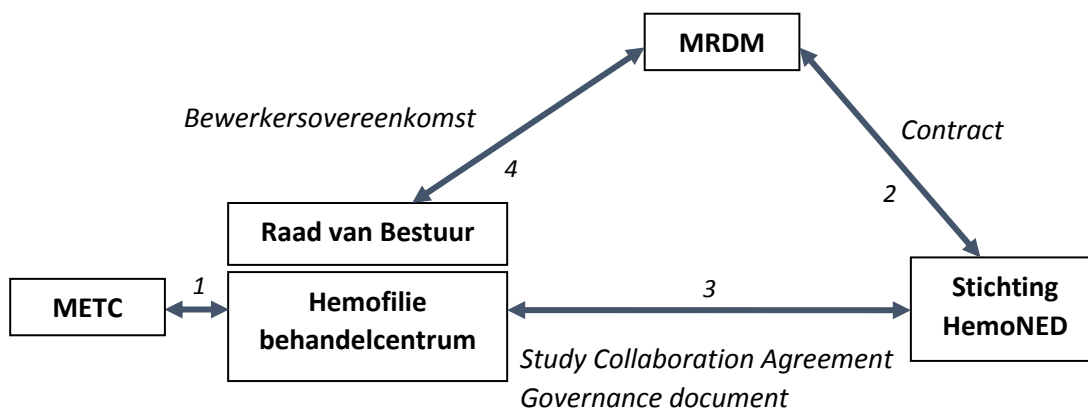 MRDM
Bewerkersovereenkomst
Contract
4
2
Raad van Bestuur
METC
1
Hemofilie
behandelcentrum
3
Stichting
HemoNED
Study Collaboration Agreement
Governance document